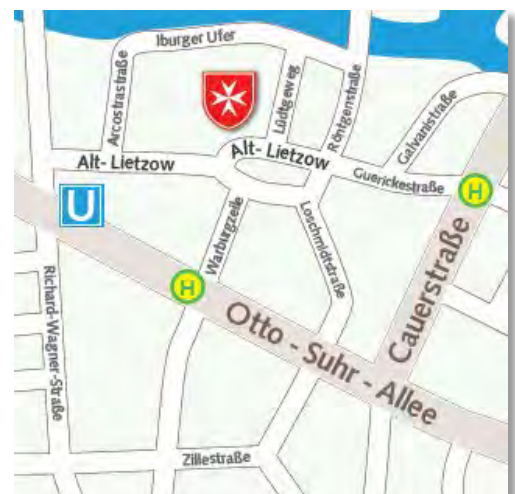 Iburger Ufer
Arcostrastraße
Lüdtgeweg
Röntgenstraße
Galvanistraße
Alt- Lietzow
Alt- Lietzow
Guerickestraße
H
U
Warburgzeile
Loschmidtstraße
Cauerstraße
H
Richard-Wagner-Straße
Otto - Suhr - Allee
Zillestraße